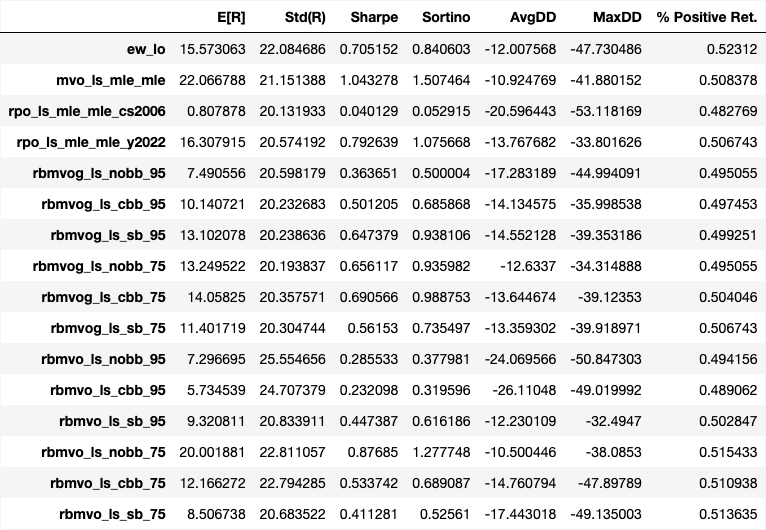 E[R] Std(R) Sharpe Sortino AvgDD MaxDD % Positive Ret.
ew_lo 15.573063 22.084686 0.705152 0.840603 -12.007568 -47.730486 0.52312
mvo_ls_mle_mle 22.066788 21.151388 1.043278 1.507464 -10.924769 -41.880152 0.508378
rpo_ls_mle_mle_cs2006 0.807878 20.131933 0.040129 0.052915 -20.596443 -53.118169 0.482769
rpo_ls_mle_mle_y2022 16.307915 20.574192 0.792639 1.075668 -13.767682 -33.801626 0.506743
rbmvog_ls_nobb_95 7.490556 20.598179 0.363651 0.500004 -17.283189 -44.994091 0.495055
rbmvog_ls_cbb_95 10.140721 20.232683 0.501205 0.685868 -14.134575 -35.998538 0.497453
rbmvog_ls_sb_95 13.102078 20.238636 0.647379 0.938106 -14.552128 -39.353186 0.499251
rbmvog_ls_nobb_75 13.249522 20.193837 0.656117 0.935982 -12.6337 -34.314888 0.495055
rbmvog_ls_cbb_75 14.05825 20.357571 0.690566 0.988753 -13.644674 -39.12353 0.504046
rbmvog_ls_sb_75 11.401719 20.304744 0.56153 0.735497 -13.359302 -39.918971 0.506743
rbmvo_ls_nobb_95 7.296695 25.554656 0.285533 0.377981 -24.069566 -50.847303 0.494156
rbmvo_ls_cbb_95 5.734539 24.707379 0.232098 0.319596 -26.11048 -49.019992 0.489062
rbmvo_ls_sb_95 9.320811 20.833911 0.447387 0.616186 -12.230109 -32.4947 0.502847
rbmvo_ls_nobb_75 20.001881 22.811057 0.87685 1.277748 -10.500446 -38.0853 0.515433
rbmvo_ls_cbb_75 12.166272 22.794285 0.533742 0.689087 -14.760794 -47.89789 0.510938
rbmvo_ls_sb_75 8.506738 20.683522 0.411281 0.52561 -17.443018 -49.135003 0.513635